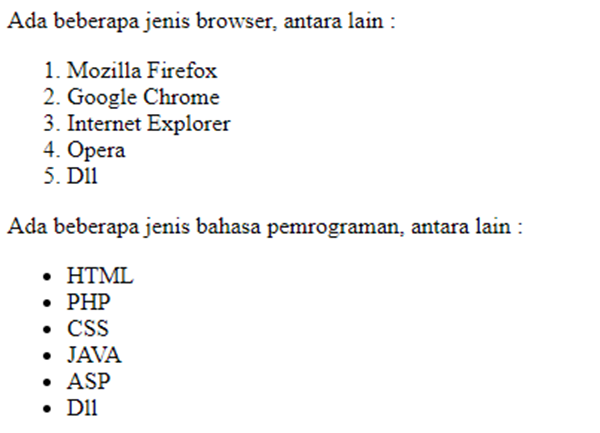 Ada beberapa jenis browser, antara lain :
1. Mozilla Firefox
2. Google Chrome
3. Internet Explorer
4. Opera
5. Dll
Ada beberapa jenis bahasa pemrograman, antara lain :
• HTML
• PHP
• CSS
• JAVA
• ASP
• Dll